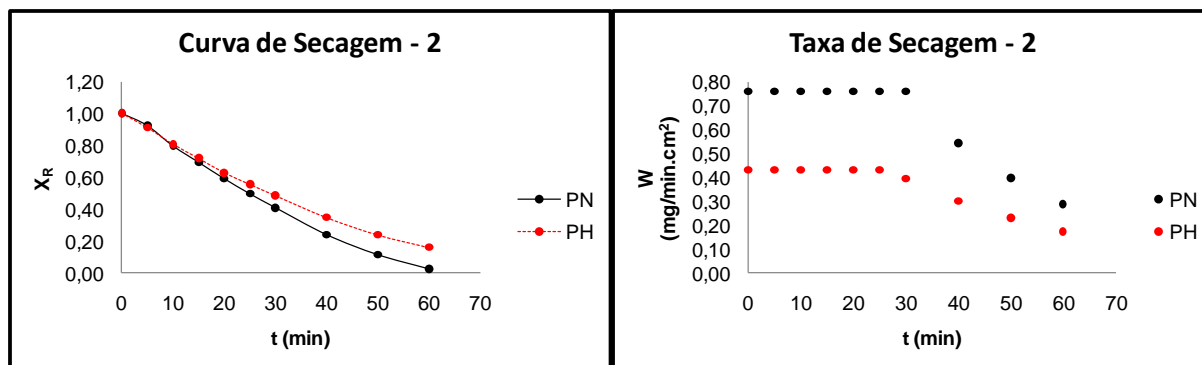 Curva de Secagem - 2
1,20
1,00
0,80
0,60
0,40
0,20
0,00
X_R
0 10 20 30 40 50 60 70
t (min)
PN
PH
Taxa de Secagem - 2
0,80
0,70
0,60
0,50
0,40
0,30
0,20
0,10
0,00
W
(mg/min.cm²)
0 10 20 30 40 50 60 70
t (min)
PN
PH